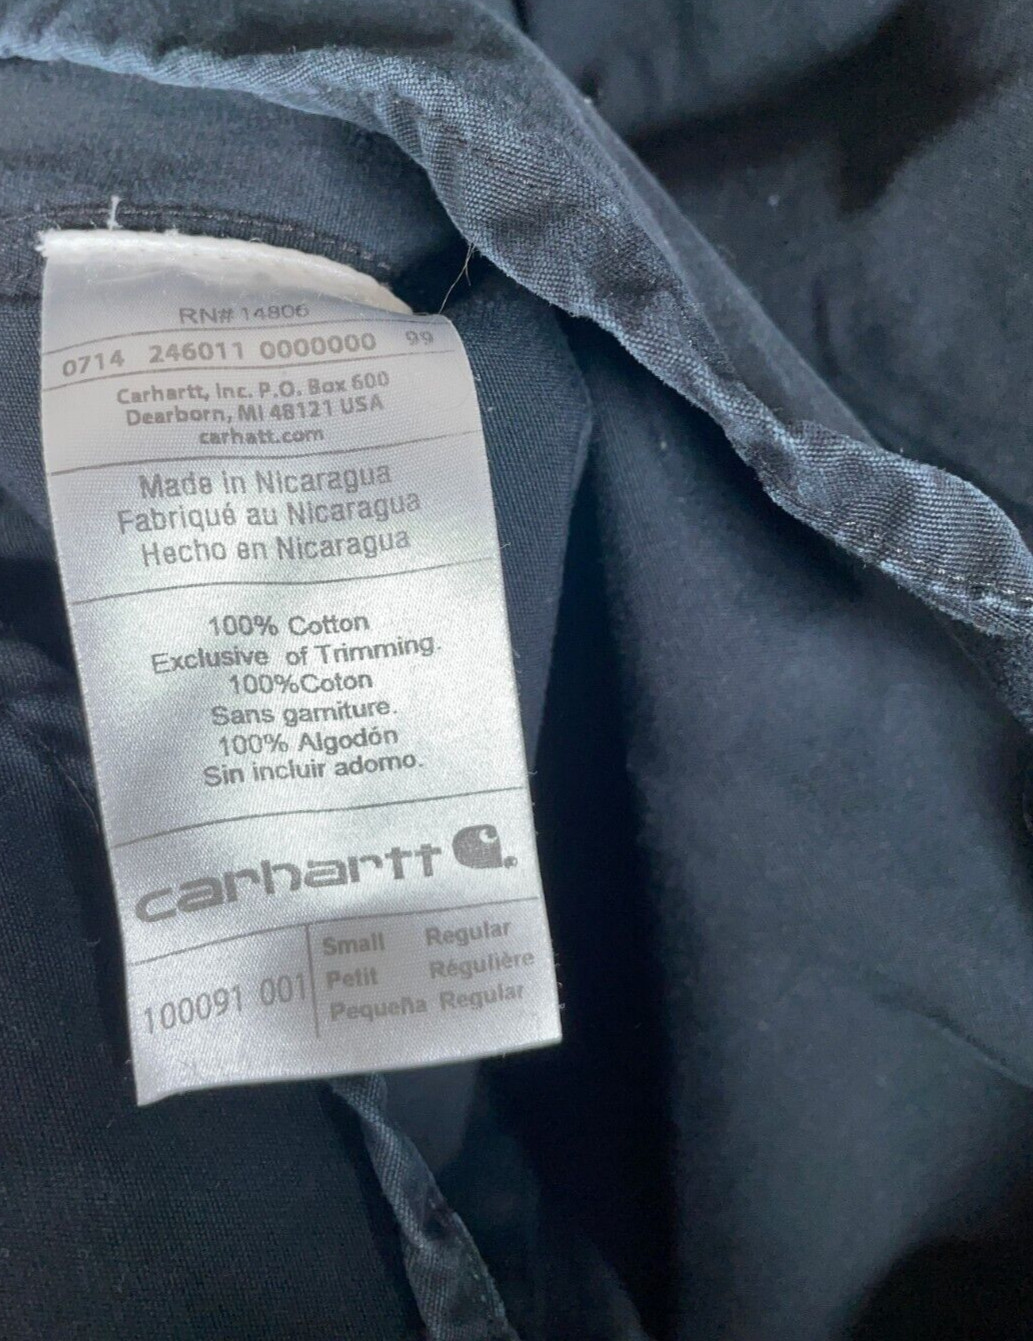 RN# 14806
0714 246011 0000000 99
Carhartt, Inc. P.O. Box 600
Dearborn, MI 48121 USA
carhatt.com
Made in Nicaragua
Fabriqué au Nicaragua
Hecho en Nicaragua
100% Cotton
Exclusive of Trimming.
100%Coton
Sans garniture.
100% Algodón
Sin incluir adorno.
carhartt
100091 001
Small Regular
Petit Régulière
Pequeña Regular